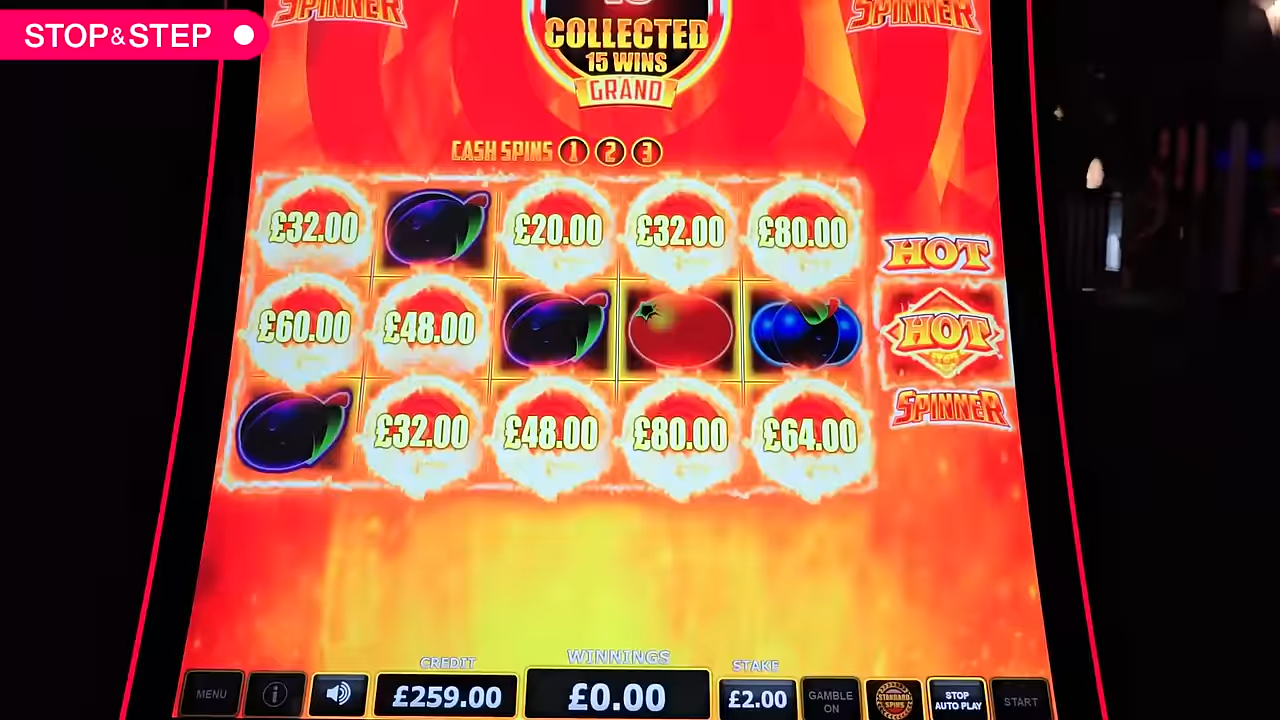 STOP&STEP
SPINNER
SPINNER
COLLECTED
15 WINS
GRAND
CASH SPINS 1 2 3
£32.00 £20.00 £32.00 £80.00
£60.00 £48.00
£32.00 £48.00 £80.00 £64.00
HOT
HOT
SPINNER
CREDIT WINNINGS STAKE
MENU i £259.00 £0.00 £2.00 GAMBLE ON STANDARD SPINS STOP AUTO PLAY START